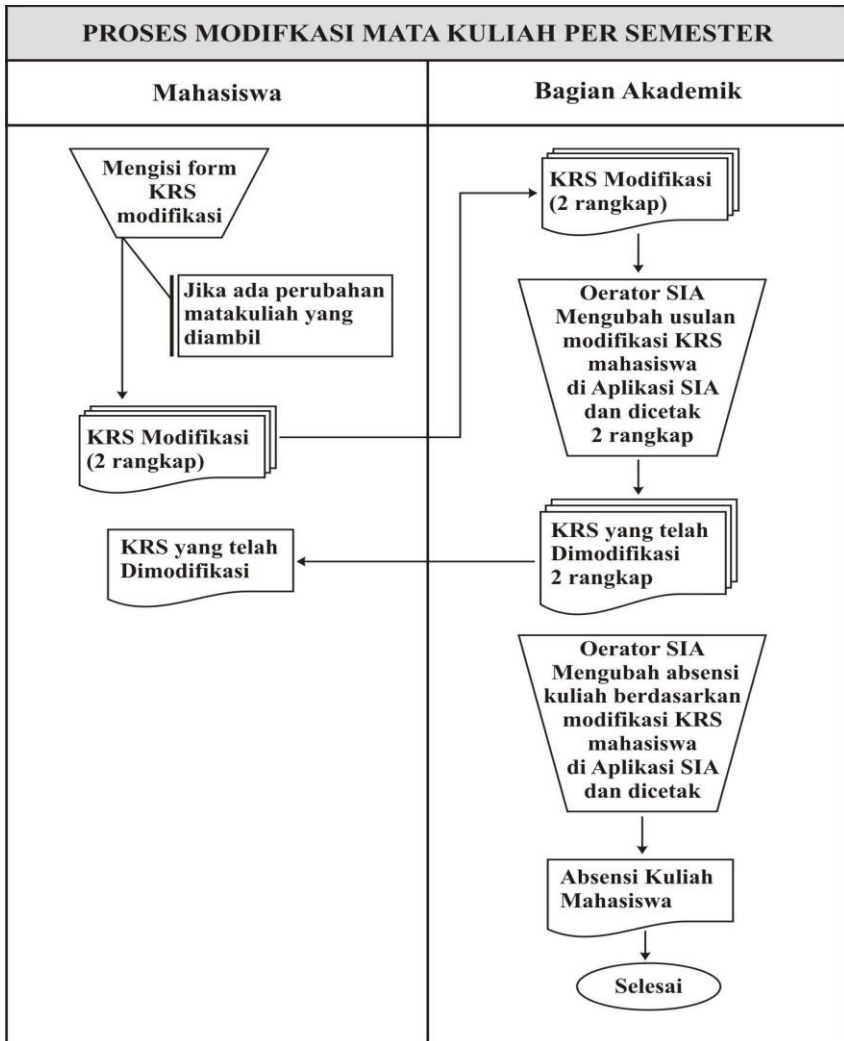 PROSES MODIFKASI MATA KULIAH PER SEMESTER
Mahasiswa
Bagian Akademik
Mengisi form
KRS
modifikasi
Jika ada perubahan
matakuliah yang
diambil
KRS Modifikasi
(2 rangkap)
KRS Modifikasi
(2 rangkap)
Oerator SIA
Mengubah usulan
modifikasi KRS
mahasiswa
di Aplikasi SIA
dan dicetak
2 rangkap
KRS yang telah
Dimodifikasi
2 rangkap
KRS yang telah
Dimodifikasi
Oerator SIA
Mengubah absensi
kuliah berdasarkan
modifikasi KRS
mahasiswa
di Aplikasi SIA
dan dicetak
Absensi Kuliah
Mahasiswa
Selesai